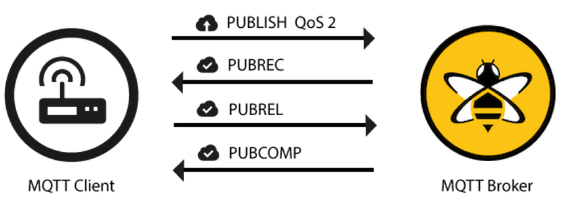 PUBLISH QoS 2
PUBREC
PUBREL
PUBCOMP
MQTT Client
MQTT Broker